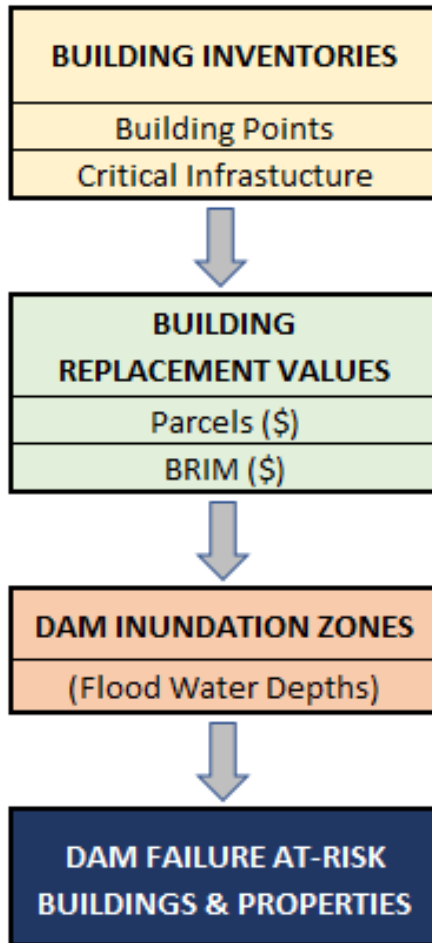 BUILDING INVENTORIES
Building Points
Critical Infrastucture
BUILDING
REPLACEMENT VALUES
Parcels ($)
BRIM ($)
DAM INUNDATION ZONES
(Flood Water Depths)
DAM FAILURE AT-RISK
BUILDINGS & PROPERTIES